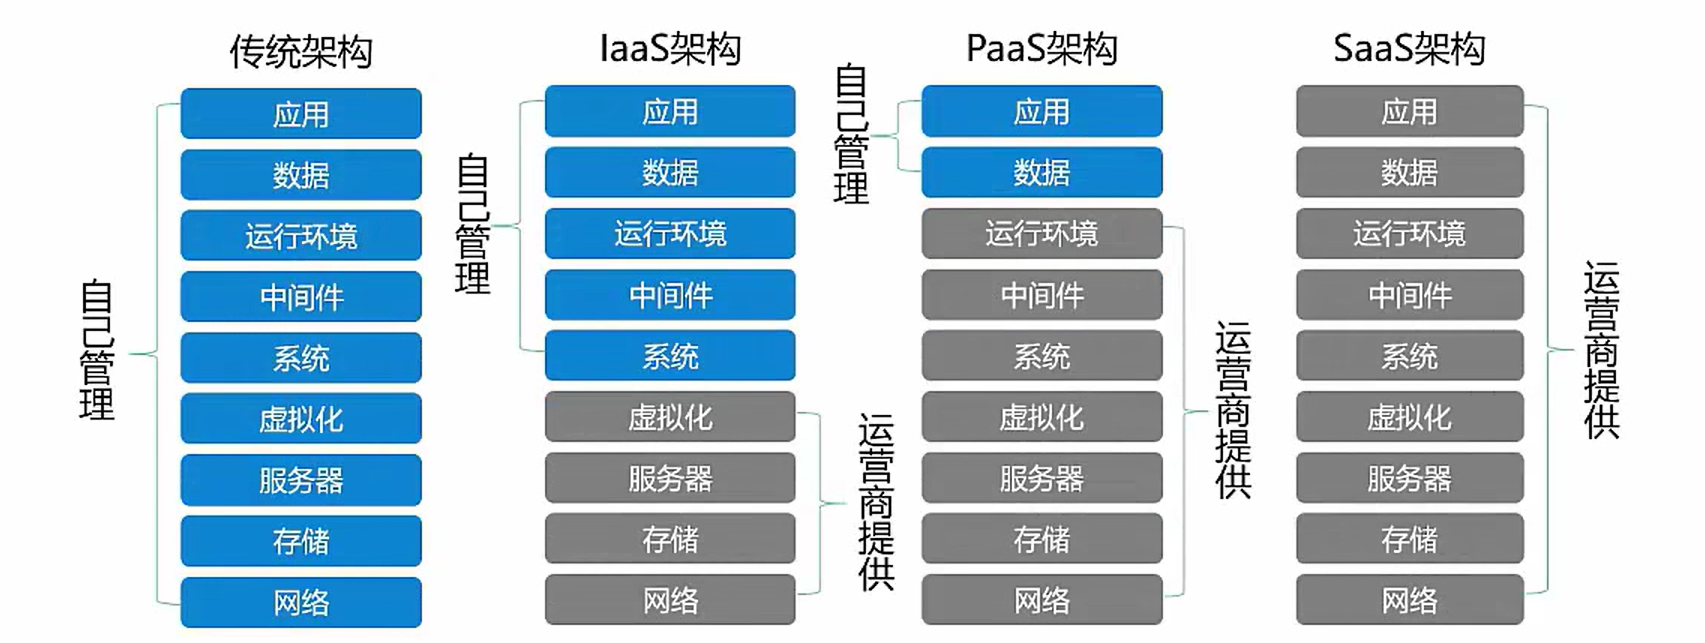 传统架构
自己管理
应用
数据
运行环境
中间件
系统
虚拟化
服务器
存储
网络
IaaS架构
自己管理
应用
数据
运行环境
中间件
系统
虚拟化
服务器
存储
网络
运营商提供
PaaS架构
自己管理
应用
数据
运行环境
中间件
系统
虚拟化
服务器
存储
网络
运营商提供
SaaS架构
应用
数据
运行环境
中间件
系统
虚拟化
服务器
存储
网络
运营商提供